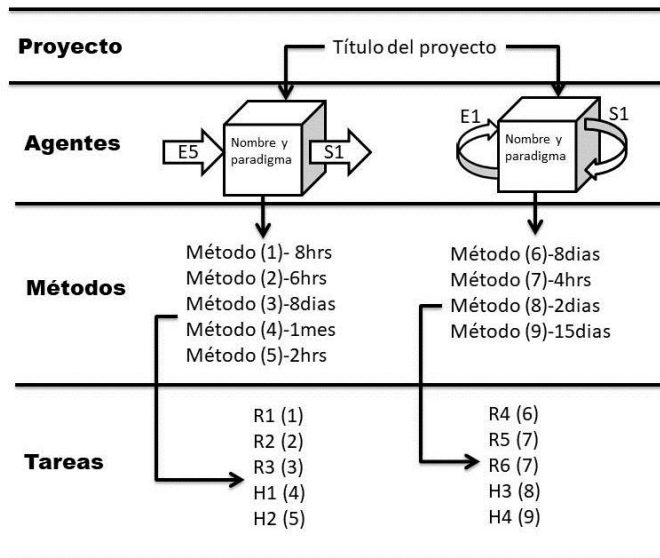 Proyecto
Título del proyecto
Agentes
E5
Nombre y
paradigma
S1
E1
Nombre y
paradigma
S1
Métodos
Método (1)- 8hrs
Método (2)-6hrs
Método (3)-8dias
Método (4)-1mes
Método (5)-2hrs
Método (6)-8dias
Método (7)-4hrs
Método (8)-2dias
Método (9)-15dias
Tareas
R1 (1)
R2 (2)
R3 (3)
H1 (4)
H2 (5)
R4 (6)
R5 (7)
R6 (7)
H3 (8)
H4 (9)